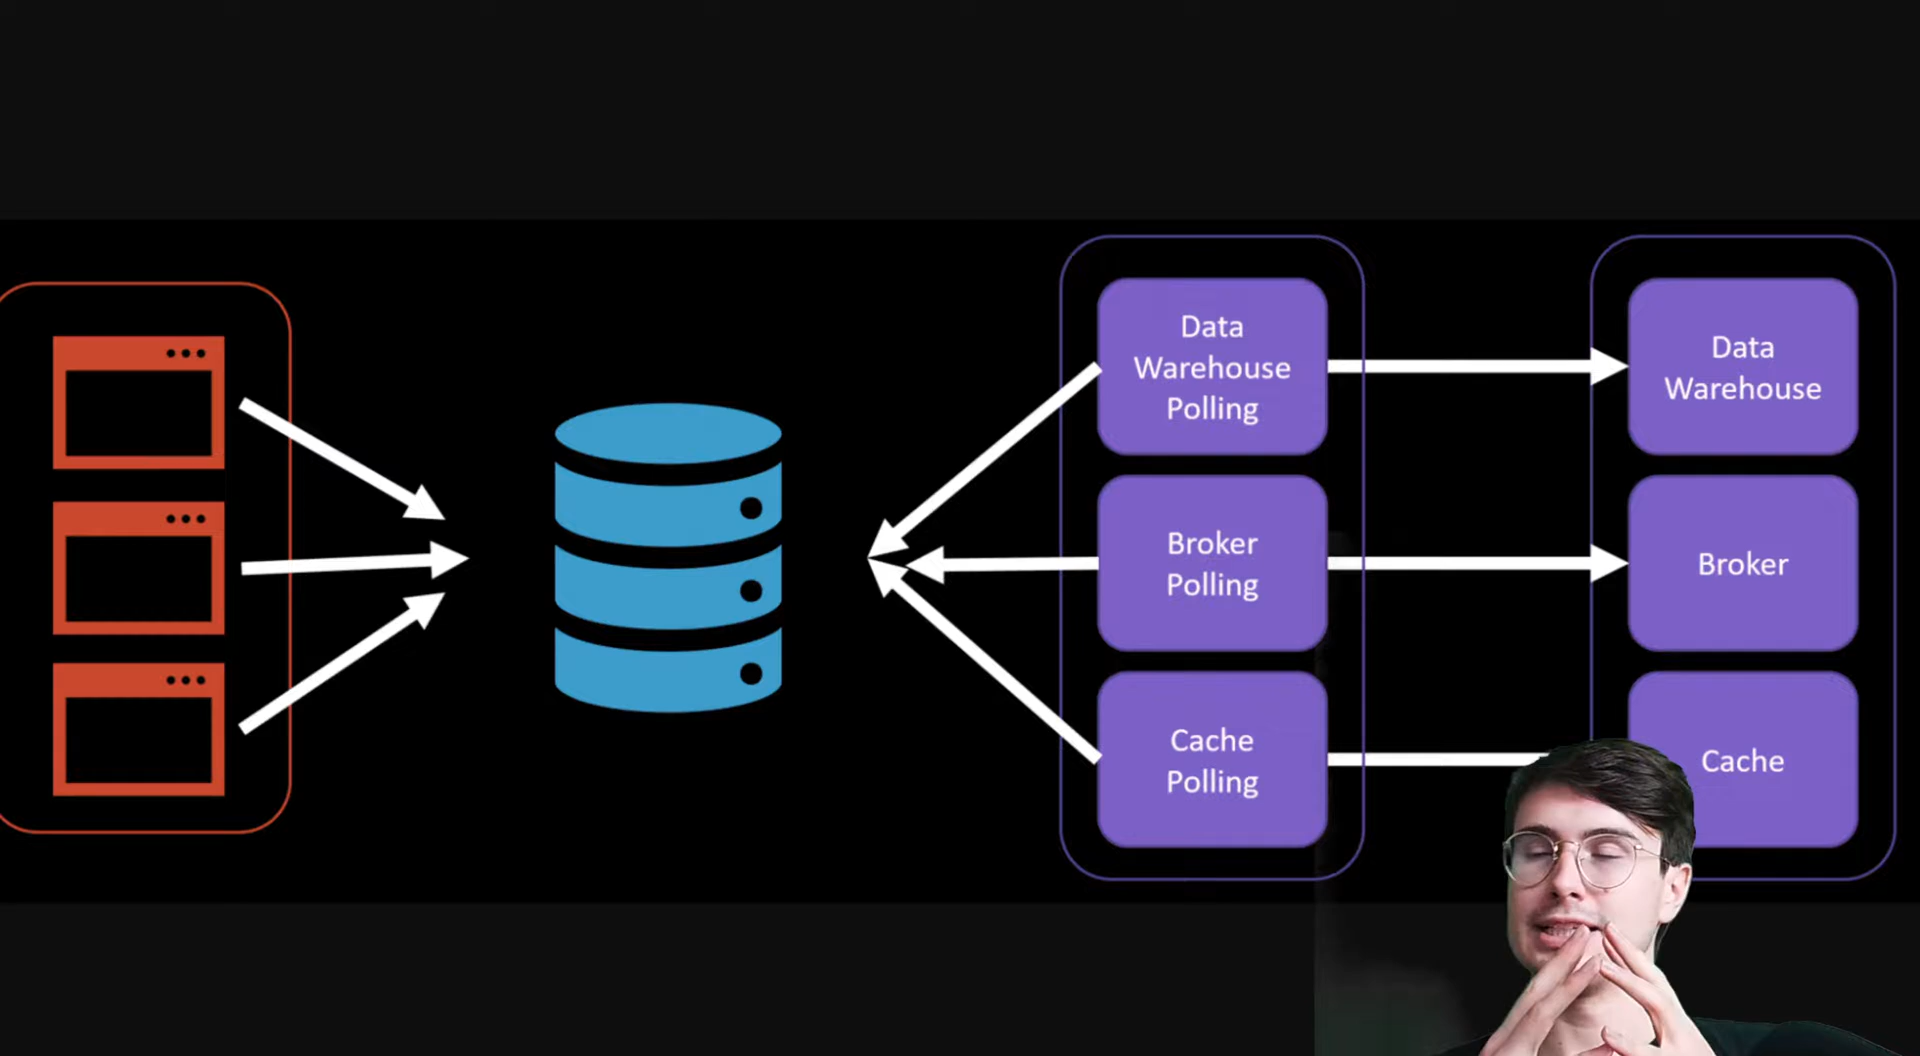 Data
Warehouse
Polling
Data
Warehouse
Broker
Polling
Broker
Cache
Polling
Cache